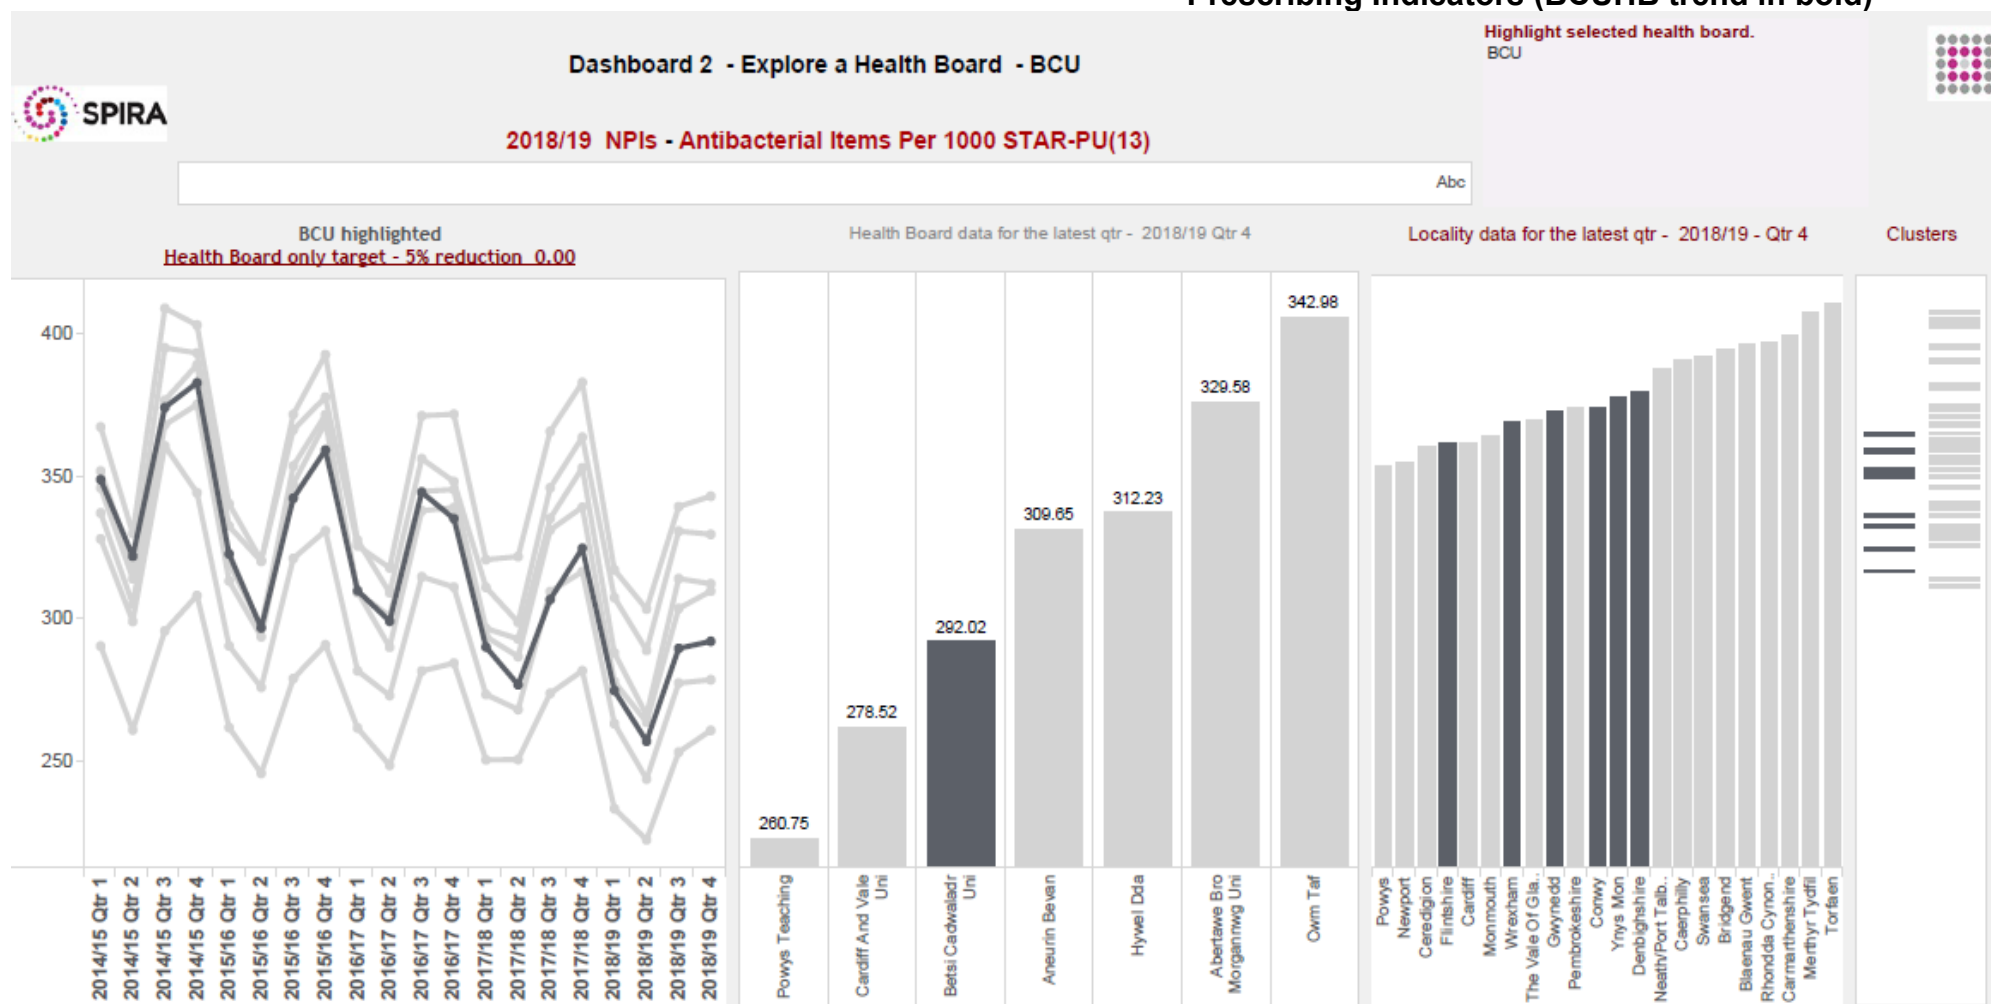 Prescribing Indicators (BCUHB trend in bold)
Highlight selected health board.
BCU
Dashboard 2 - Explore a Health Board - BCU
SPIRA
2018/19 NPIs - Antibacterial Items Per 1000 STAR-PU(13)
Abc
BCU highlighted
Health Board only target - 5% reduction 0.00
Health Board data for the latest qtr - 2018/19 Qtr 4
Locality data for the latest qtr - 2018/19 - Qtr 4
Clusters
400
350
300
250
2014/15 Qtr 1
2014/15 Qtr 2
2014/15 Qtr 3
2014/15 Qtr 4
2015/16 Qtr 1
2015/16 Qtr 2
2015/16 Qtr 3
2015/16 Qtr 4
2016/17 Qtr 1
2016/17 Qtr 2
2016/17 Qtr 3
2016/17 Qtr 4
2017/18 Qtr 1
2017/18 Qtr 2
2017/18 Qtr 3
2017/18 Qtr 4
2018/19 Qtr 1
2018/19 Qtr 2
2018/19 Qtr 3
2018/19 Qtr 4
260.75
278.52
292.02
309.65
312.23
329.58
342.98
Powys Teaching
Cardiff And Vale
Uni
Betsi Cadwaladr
Uni
Aneurin Bevan
Hywel Dda
Abertawe Bro
Morgannwg Uni
Cwm Taf
Powys
Newport
Ceredigion
Flintshire
Cardiff
Monmouth
Wrexham
The Vale Of Gla..
Gwynedd
Pembrokeshire
Conwy
Ynys Mon
Denbighshire
Neath/Port Talb..
Caerphilly
Swansea
Bridgend
Blaenau Gwent
Rhondda Cynon..
Carmarthenshire
Merthyr Tydfil
Torfaen